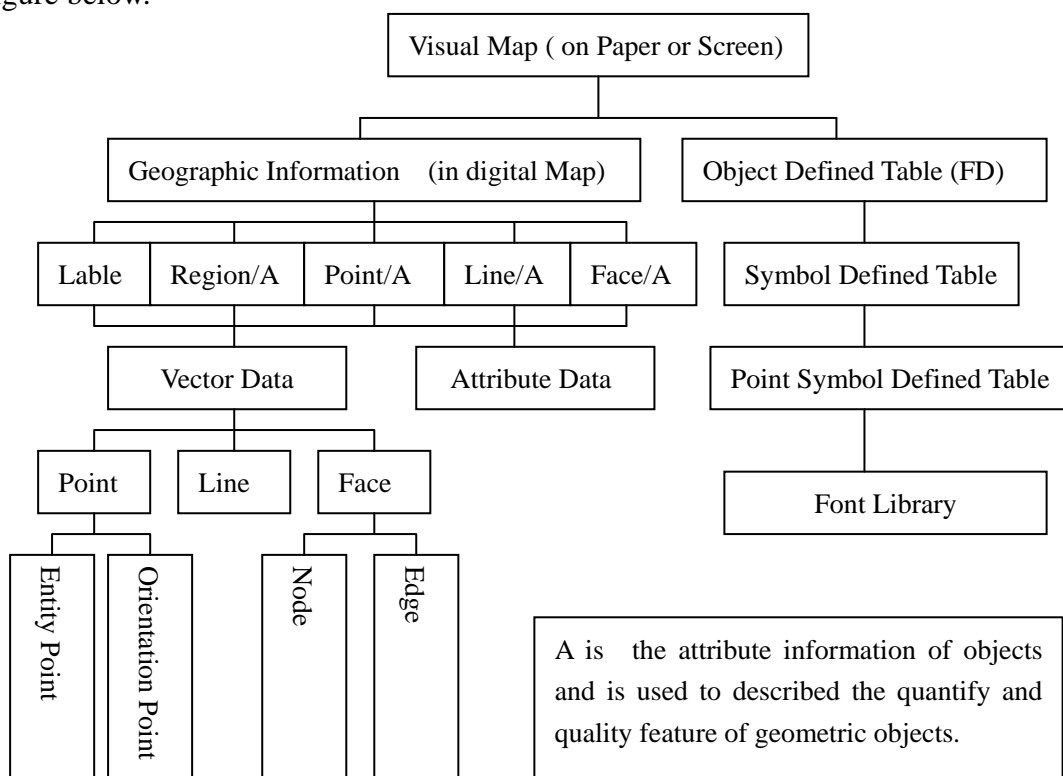 figure below.
Visual Map ( on Paper or Screen)
Geographic Information (in digital Map)
Object Defined Table (FD)
Lable
Region/A
Point/A
Line/A
Face/A
Symbol Defined Table
Vector Data
Attribute Data
Point Symbol Defined Table
Point
Line
Face
Font Library
Entity Point
Orientation Point
Node
Edge
A is the attribute information of objects
and is used to described the quantify and
quality feature of geometric objects.